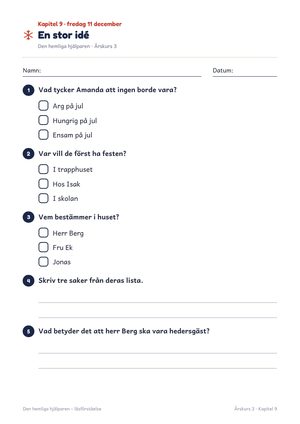 Kapitel 9 · fredag 11 december
En stor idé
Den hemliga hjälparen · Årskurs 3
Namn: Datum:
1 Vad tycker Amanda att ingen borde vara?
Arg på jul
Hungrig på jul
Ensam på jul
2 Var vill de först ha festen?
I trapphuset
Hos Isak
I skolan
3 Vem bestämmer i huset?
Herr Berg
Fru Ek
Jonas
4 Skriv tre saker från deras lista.
5 Vad betyder det att herr Berg ska vara hedersgäst?
Den hemliga hjälparen – läsförståelse Årskurs 3 · Kapitel 9